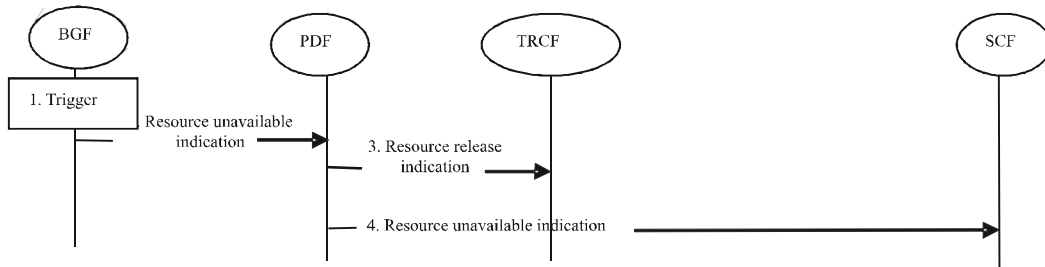 BGF
PDF
TRCF
SCF
1. Trigger
Resource unavailable
indication
3. Resource release
indication
4. Resource unavailable indication